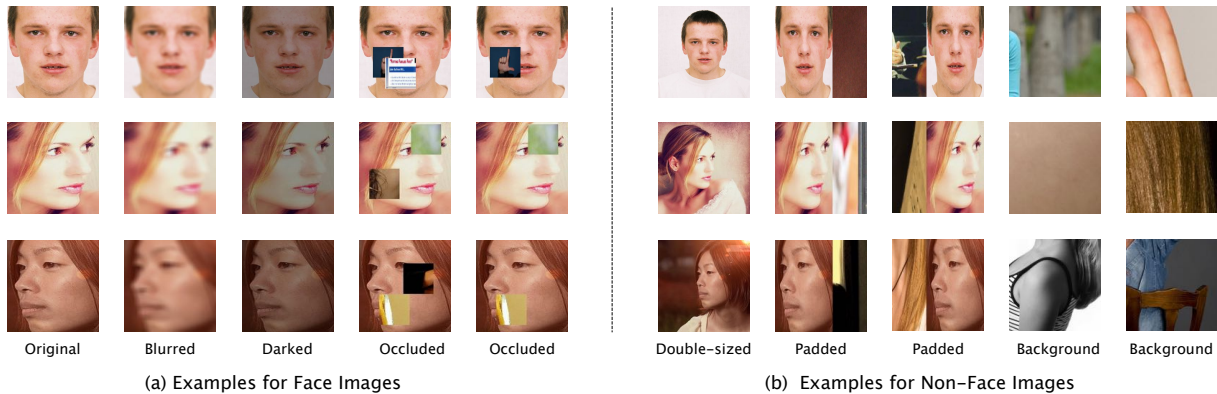 Original Blurred Darked Occluded Occluded Double-sized Padded Padded Background Background
(a) Examples for Face Images (b) Examples for Non-Face Images